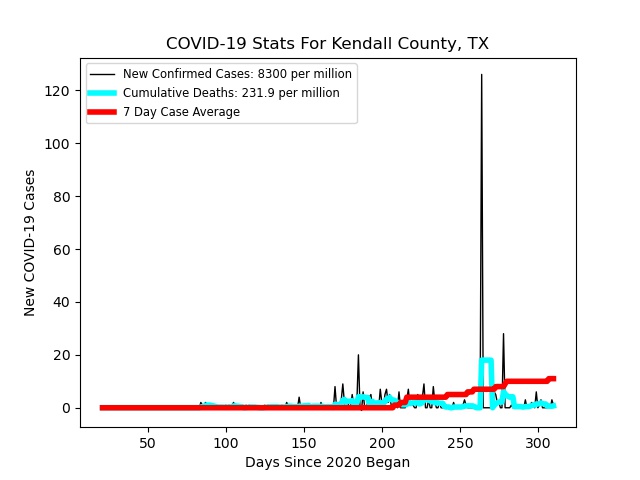 COVID-19 Stats For Kendall County, TX
New Confirmed Cases: 8300 per million
Cumulative Deaths: 231.9 per million
7 Day Case Average
New COVID-19 Cases
120
100
80
60
40
20
0
50 100 150 200 250 300
Days Since 2020 Began